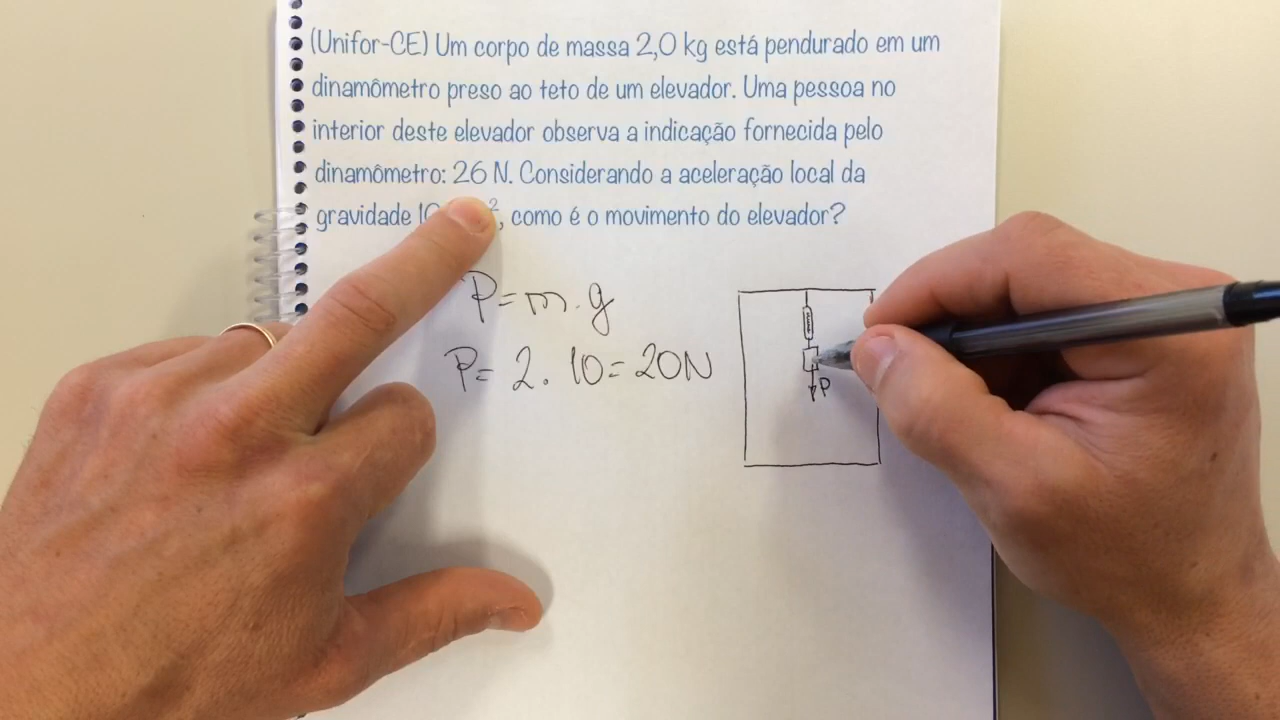 (Unifor-CE) Um corpo de massa 2,0 kg está pendurado em um
dinamômetro preso ao teto de um elevador. Uma pessoa no
interior deste elevador observa a indicação fornecida pelo
dinamômetro: 26 N. Considerando a aceleração local da
gravidade 10 ², como é o movimento do elevador?
P=m.g
P= 2. 10= 20N
P